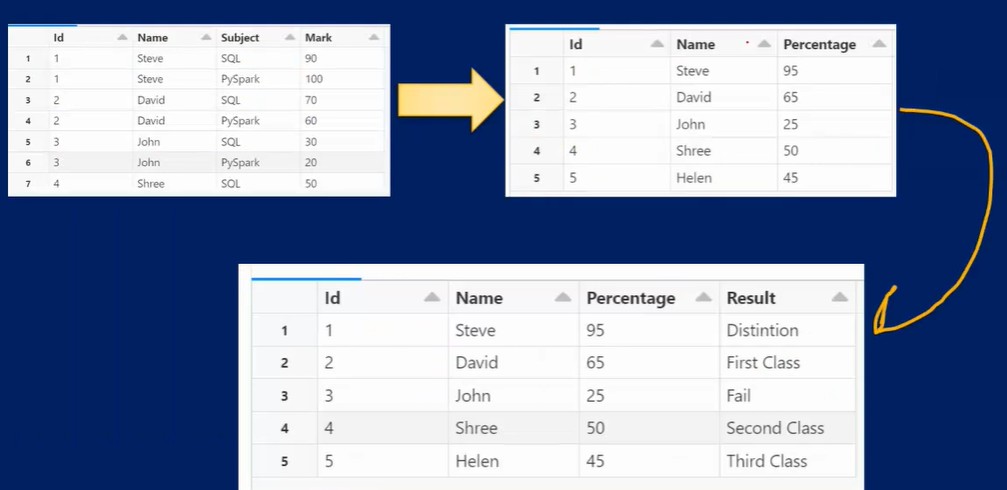 Id Name Subject Mark
1 1 Steve SQL 90
2 1 Steve PySpark 100
3 2 David SQL 70
4 2 David PySpark 60
5 3 John SQL 30
6 3 John PySpark 20
7 4 Shree SQL 50
Id Name Percentage
1 1 Steve 95
2 2 David 65
3 3 John 25
4 4 Shree 50
5 5 Helen 45
Id Name Percentage Result
1 1 Steve 95 Distintion
2 2 David 65 First Class
3 3 John 25 Fail
4 4 Shree 50 Second Class
5 5 Helen 45 Third Class